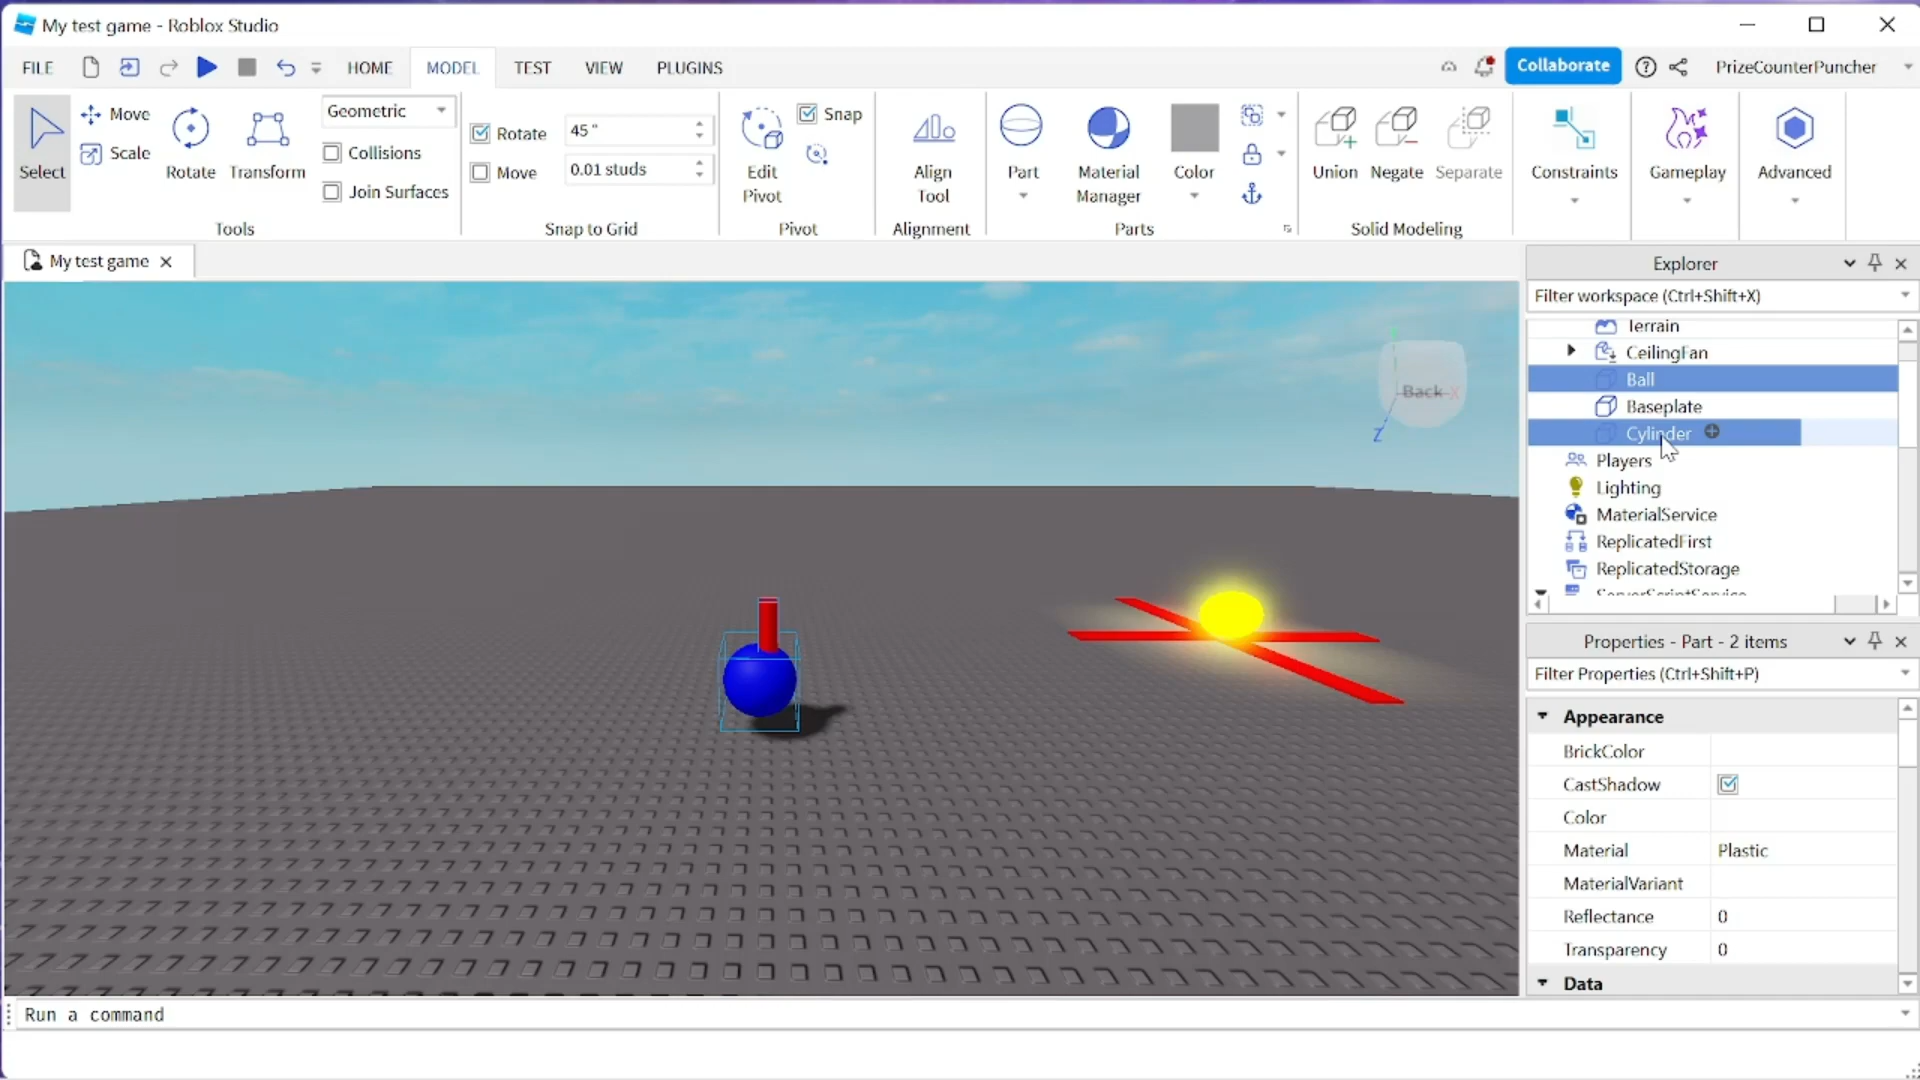 My test game - Roblox Studio
FILE HOME MODEL TEST VIEW PLUGINS Collaborate PrizeCounterPuncher
Select
Move
Scale
Rotate
Transform
Geometric
Collisions
Join Surfaces
Tools
Rotate 45 °
Move 0.01 studs
Snap to Grid
Edit
Pivot
Snap
Pivot
Align
Tool
Alignment
Part
Material
Manager
Color
Parts
Union
Negate
Separate
Solid Modeling
Constraints
Gameplay
Advanced
My test game
Back
X
Z
Explorer
Filter workspace (Ctrl+Shift+X)
Terrain
CeilingFan
Ball
Baseplate
Cylinder
Players
Lighting
MaterialService
ReplicatedFirst
ReplicatedStorage
ServerScriptService
Properties - Part - 2 items
Filter Properties (Ctrl+Shift+P)
Appearance
BrickColor
CastShadow
Color
Material Plastic
MaterialVariant
Reflectance 0
Transparency 0
Data
Run a command